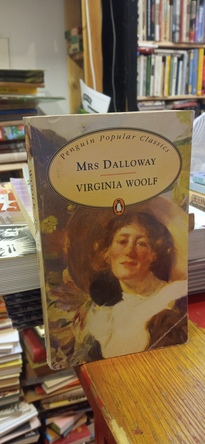 Penguin Popular Classics
MRS DALLOWAY
VIRGINIA WOOLF